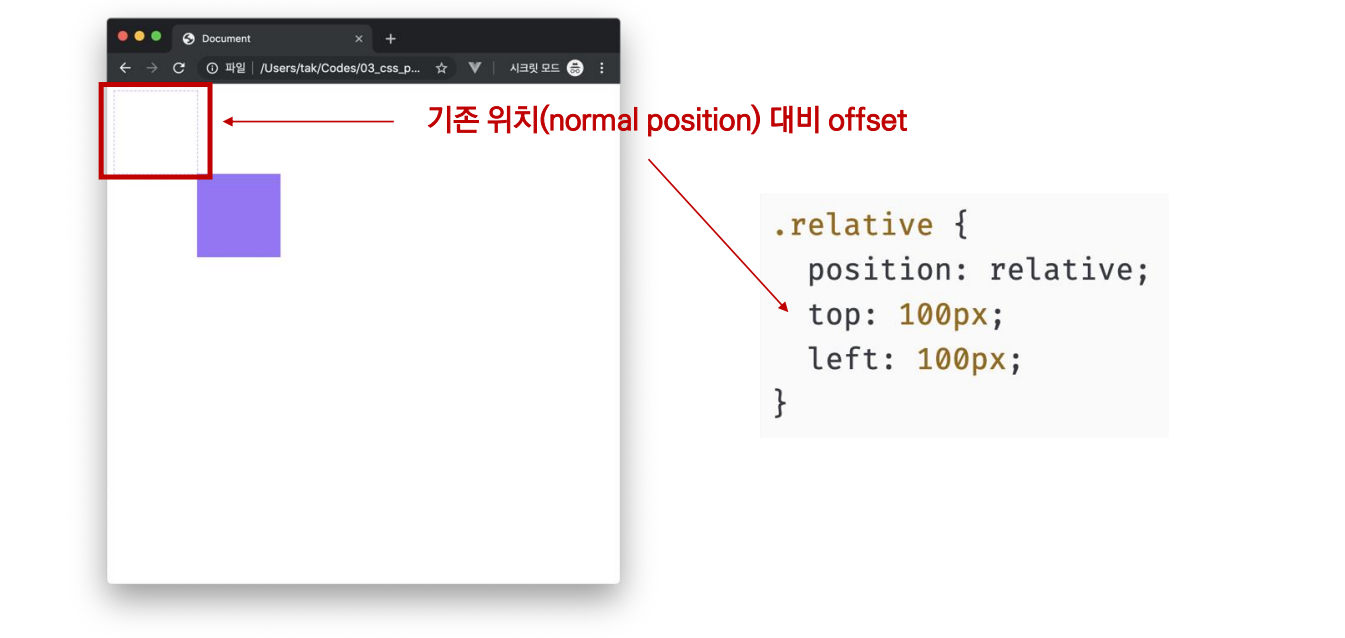 Document
파일 | /Users/tak/Codes/03_css_p... 시크릿 모드
기존 위치(normal position) 대비 offset
.relative {
position: relative;
top: 100px;
left: 100px;
}